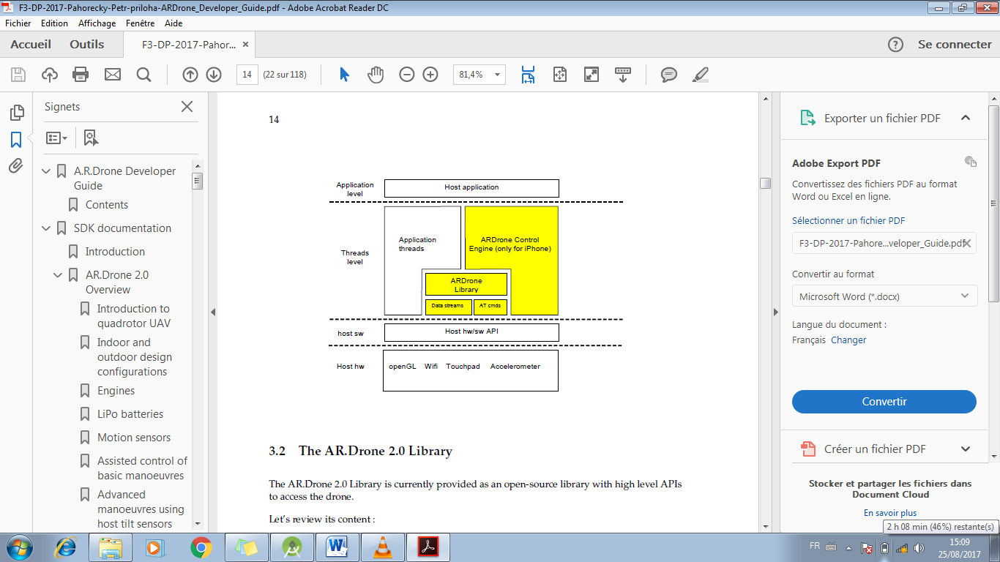 F3-DP-2017-Pahorecky-Petr-priloha-ARDrone_Developer_Guide.pdf - Adobe Acrobat Reader DC
Fichier Edition Affichage Fenêtre Aide
Accueil Outils F3-DP-2017-Pahor... × ? Se connecter
14 (22 sur 118) 81,4%
Signets
A.R.Drone Developer
Guide
Contents
SDK documentation
Introduction
AR.Drone 2.0
Overview
Introduction to
quadrotor UAV
Indoor and
outdoor design
configurations
Engines
LiPo batteries
Motion sensors
Assisted control of
basic manoeuvres
Advanced
manoeuvres using
host tilt sensors
14
Application
level
Host application
Threads
level
Application
threads
ARDrone Control
Engine (only for iPhone)
ARDrone
Library
Data streams AT cmds
host sw
Host hw/sw API
Host hw
openGL Wifi Touchpad Accelerometer
3.2 The AR.Drone 2.0 Library
The AR.Drone 2.0 Library is currently provided as an open-source library with high level APIs
to access the drone.
Let's review its content :
Exporter un fichier PDF
Adobe Export PDF
Convertissez des fichiers PDF au format
Word ou Excel en ligne.
Sélectionner un fichier PDF
F3-DP-2017-Pahore...veloper_Guide.pdf
Convertir au format
Microsoft Word (*.docx)
Langue du document :
Français Changer
Convertir
Créer un fichier PDF
Stocker et partager les fichiers dans
Document Cloud
En savoir plus
2 h 08 min (46%) restante(s)
FR
15:09
25/08/2017